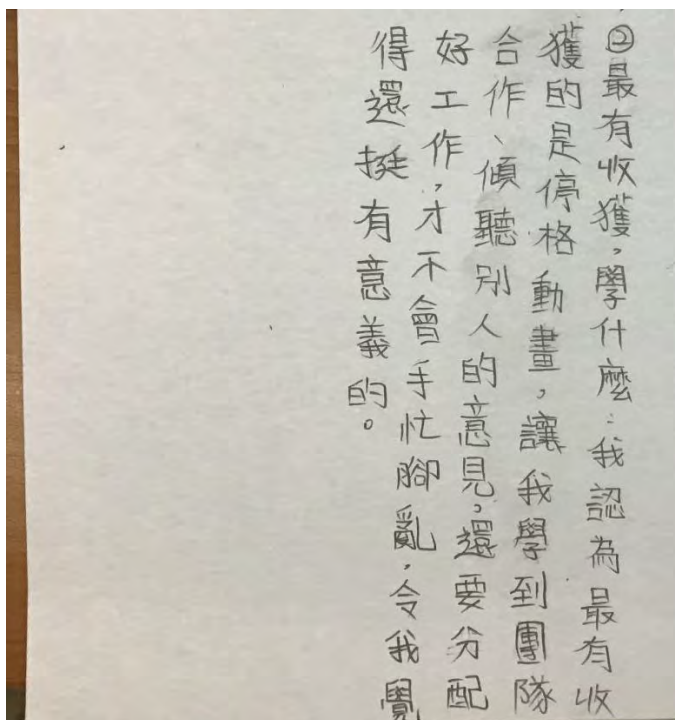 ②最有收獲,學什麼:我認為最有收
獲的是停格動畫,讓我學到團隊
合作、傾聽別人的意見,還要分配
好工作,才不會手忙腳亂,令我覺
得還挺有意義的。